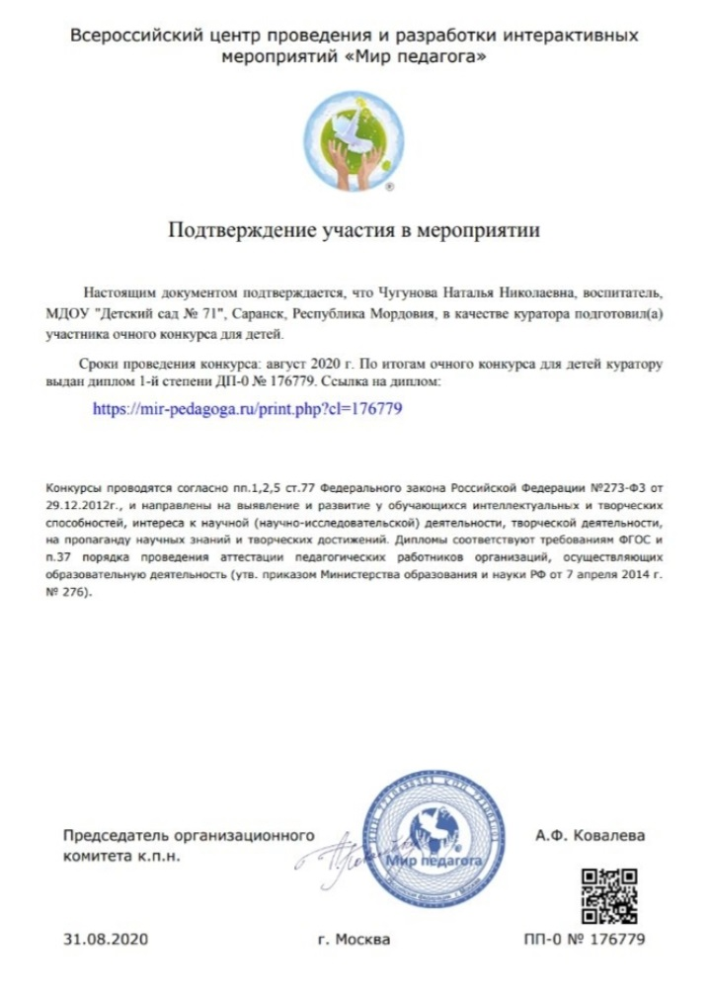 Всероссийский центр проведения и разработки интерактивных
мероприятий «Мир педагога»
®
Подтверждение участия в мероприятии
Настоящим документом подтверждается, что Чугунова Наталья Николаевна, воспитатель,
МДОУ "Детский сад № 71", Саранск, Республика Мордовия, в качестве куратора подготовил(а)
участника очного конкурса для детей.
Сроки проведения конкурса: август 2020 г. По итогам очного конкурса для детей куратору
выдан диплом 1-й степени ДП-0 № 176779. Ссылка на диплом:
https://mir-pedagoga.ru/print.php?cl=176779
Конкурсы проводятся согласно пп.1,2,5 ст.77 Федерального закона Российской Федерации №273-ФЗ от
29.12.2012г., и направлены на выявление и развитие у обучающихся интеллектуальных и творческих
способностей, интереса к научной (научно-исследовательской) деятельности, творческой деятельности,
на пропаганду научных знаний и творческих достижений. Дипломы соответствуют требованиям ФГОС и
п.37 порядка проведения аттестации педагогических работников организаций, осуществляющих
образовательную деятельность (утв. приказом Министерства образования и науки РФ от 7 апреля 2014 г.
№ 276).
Председатель организационного
комитета к.п.н.
Мир педагога
А.Ф. Ковалева
31.08.2020
г. Москва
ПП-0 № 176779